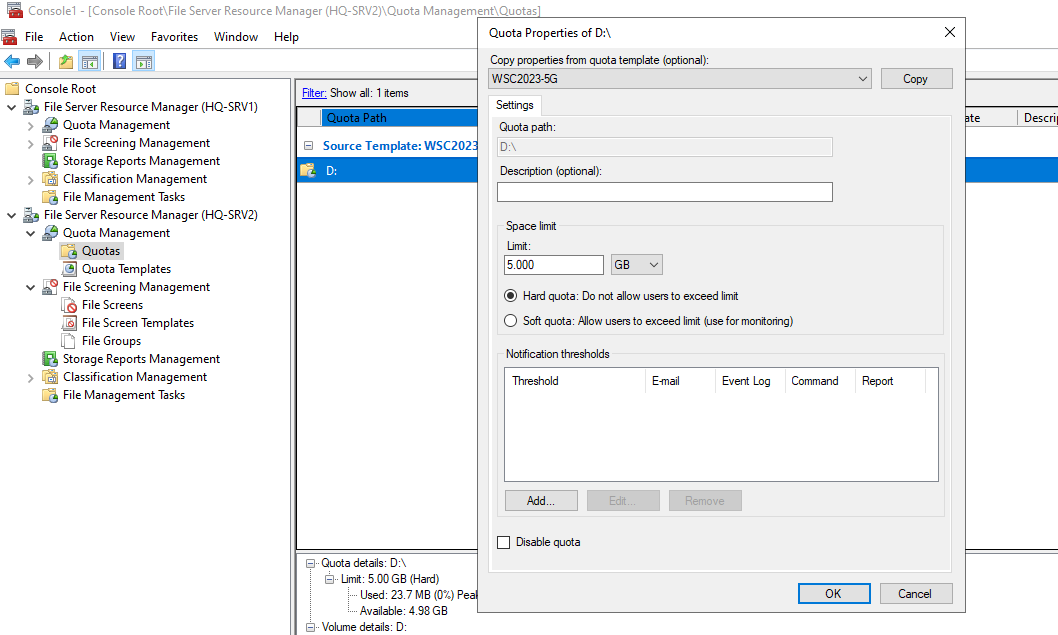 Console1 - [Console Root\File Server Resource Manager (HQ-SRV2)\Quota Management\Quotas]
File Action View Favorites Window Help
Console Root
File Server Resource Manager (HQ-SRV1)
Quota Management
File Screening Management
Storage Reports Management
Classification Management
File Management Tasks
File Server Resource Manager (HQ-SRV2)
Quota Management
Quotas
Quota Templates
File Screening Management
File Screens
File Screen Templates
File Groups
Storage Reports Management
Classification Management
File Management Tasks
Filter: Show all: 1 items
Quota Path
Source Template: WSC2023
D:
Quota details: D:\
Limit: 5.00 GB (Hard)
Used: 23.7 MB (0%) Peak
Available: 4.98 GB
Volume details: D:
Quota Properties of D:\
Copy properties from quota template (optional):
WSC2023-5G Copy
Settings
Quota path:
D:\
Description (optional):
Space limit
Limit:
5.000 GB
Hard quota: Do not allow users to exceed limit
Soft quota: Allow users to exceed limit (use for monitoring)
Notification thresholds
Threshold E-mail Event Log Command Report
Add... Edit... Remove
Disable quota
OK Cancel